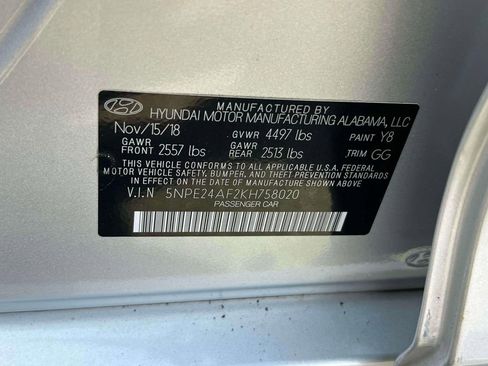 MANUFACTURED BY
HYUNDAI MOTOR MANUFACTURING ALABAMA, LLC
Nov/15/18 GVWR 4497 lbs PAINT Y8
GAWR FRONT 2557 lbs GAWR REAR 2513 lbs TRIM GG
THIS VEHICLE CONFORMS TO ALL APPLICABLE U.S.A. FEDERAL
MOTOR VEHICLE SAFETY, BUMPER, AND THEFT PREVENTION STANDARDS
IN EFFECT ON THE DATE OF MANUFACTURE SHOWN ABOVE.
V.I.N 5NPE24AF2KH758020
PASSENGER CAR